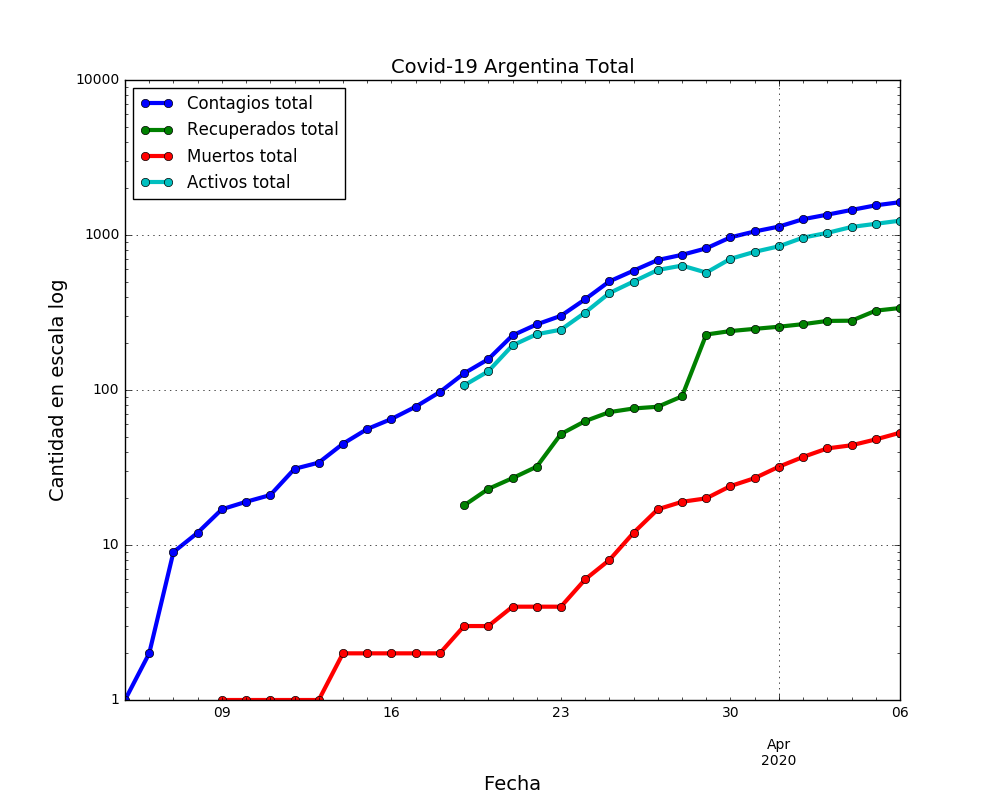 Covid-19 Argentina Total
10000
Contagios total
Recuperados total
Muertos total
Activos total
1000
100
10
1
Cantidad en escala log
09
16
23
30
06
Apr
2020
Fecha